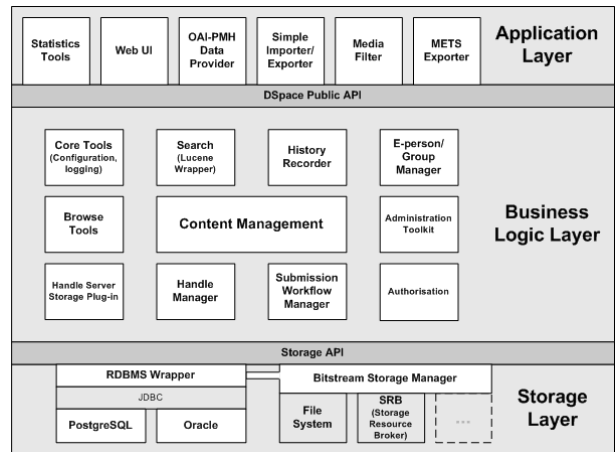 Statistics
Tools
Web UI
OAI-PMH
Data
Provider
Simple
Importer/
Exporter
Media
Filter
METS
Exporter
Application
Layer
DSpace Public API
Core Tools
(Configuration,
logging)
Search
(Lucene
Wrapper)
History
Recorder
E-person/
Group
Manager
Browse
Tools
Content Management
Administration
Toolkit
Business
Logic Layer
Handle Server
Storage Plug-in
Handle
Manager
Submission
Workflow
Manager
Authorisation
Storage API
RDBMS Wrapper
JDBC
PostgreSQL
Oracle
Bitstream Storage Manager
File
System
SRB
(Storage
Resource
Broker)
...
Storage
Layer